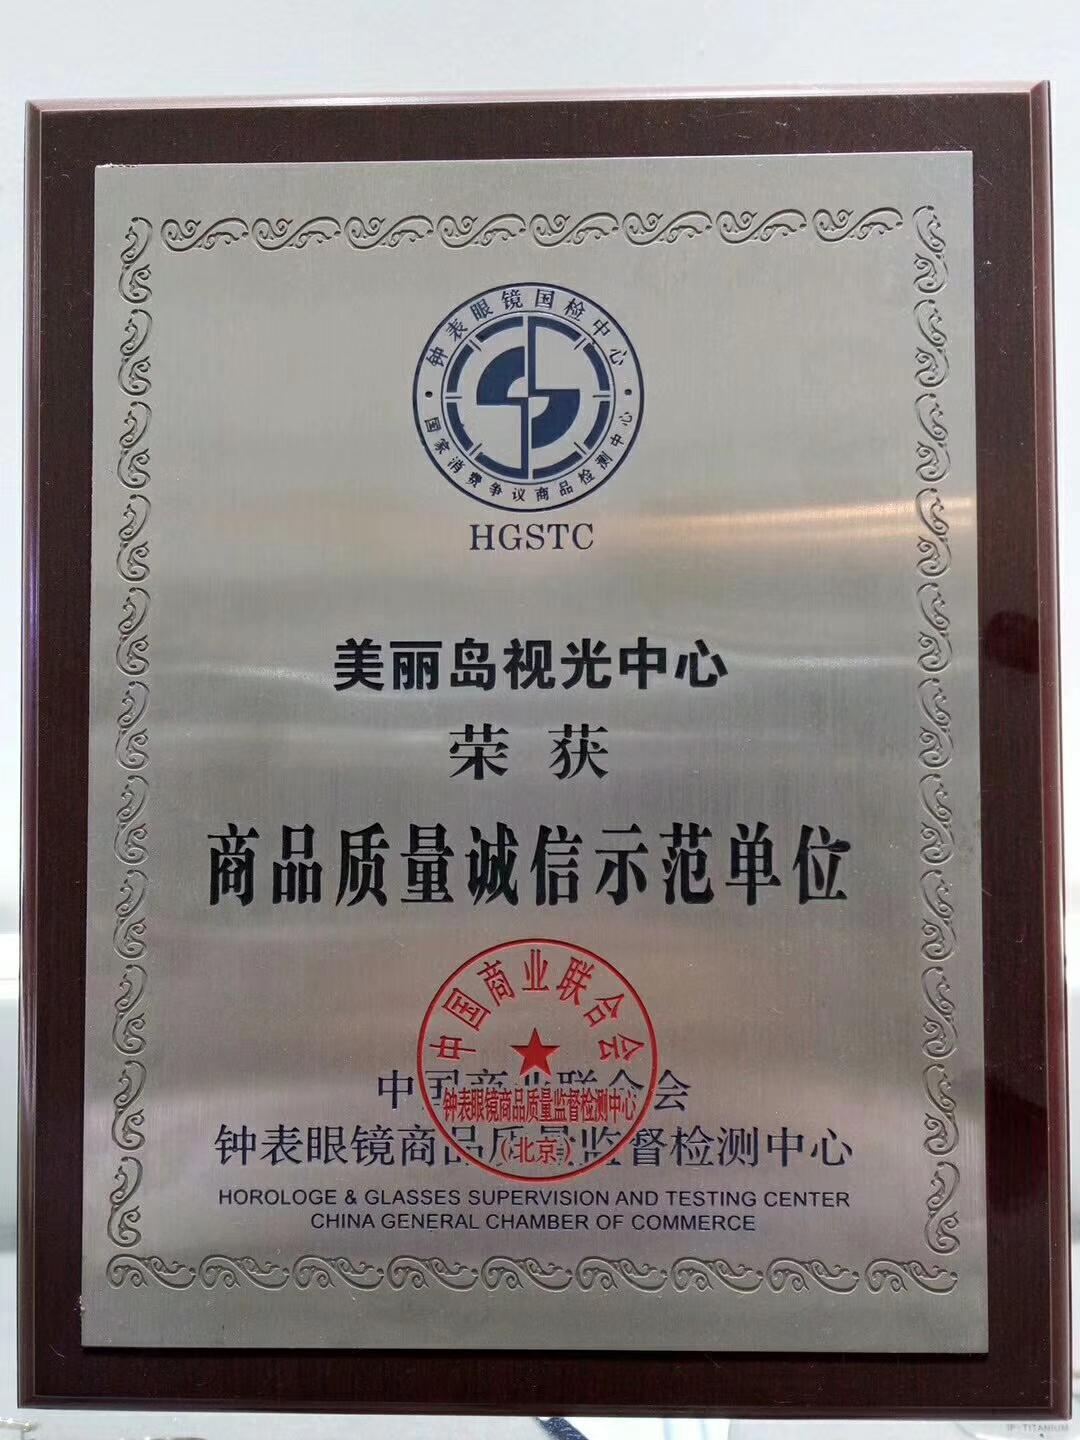 钟表眼镜国检中心
国家消费争议商品检测中心
HGSTC
美丽岛视光中心
荣获
商品质量诚信示范单位
中国商业联合会
钟表眼镜商品质量监督检测中心
(北京)
中国商业联合会
钟表眼镜商品质量监督检测中心
HOROLOGE & GLASSES SUPERVISION AND TESTING CENTER
CHINA GENERAL CHAMBER OF COMMERCE
IP-TITANIUM